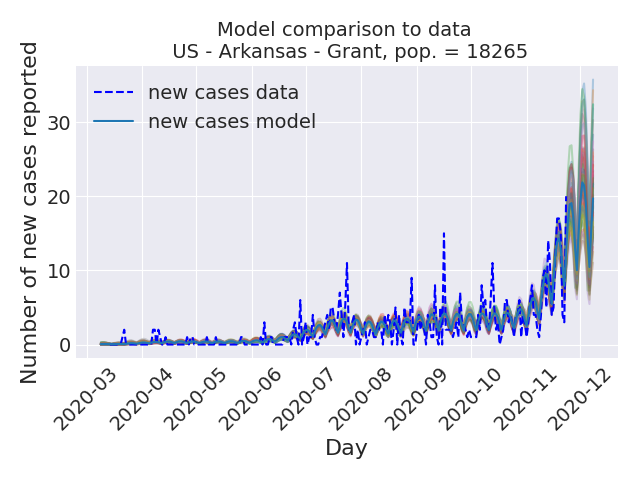 Model comparison to data
US - Arkansas - Grant, pop. = 18265
new cases data
new cases model
Number of new cases reported
30
20
10
0
2020-03
2020-04
2020-05
2020-06
2020-07
2020-08
2020-09
2020-10
2020-11
2020-12
Day